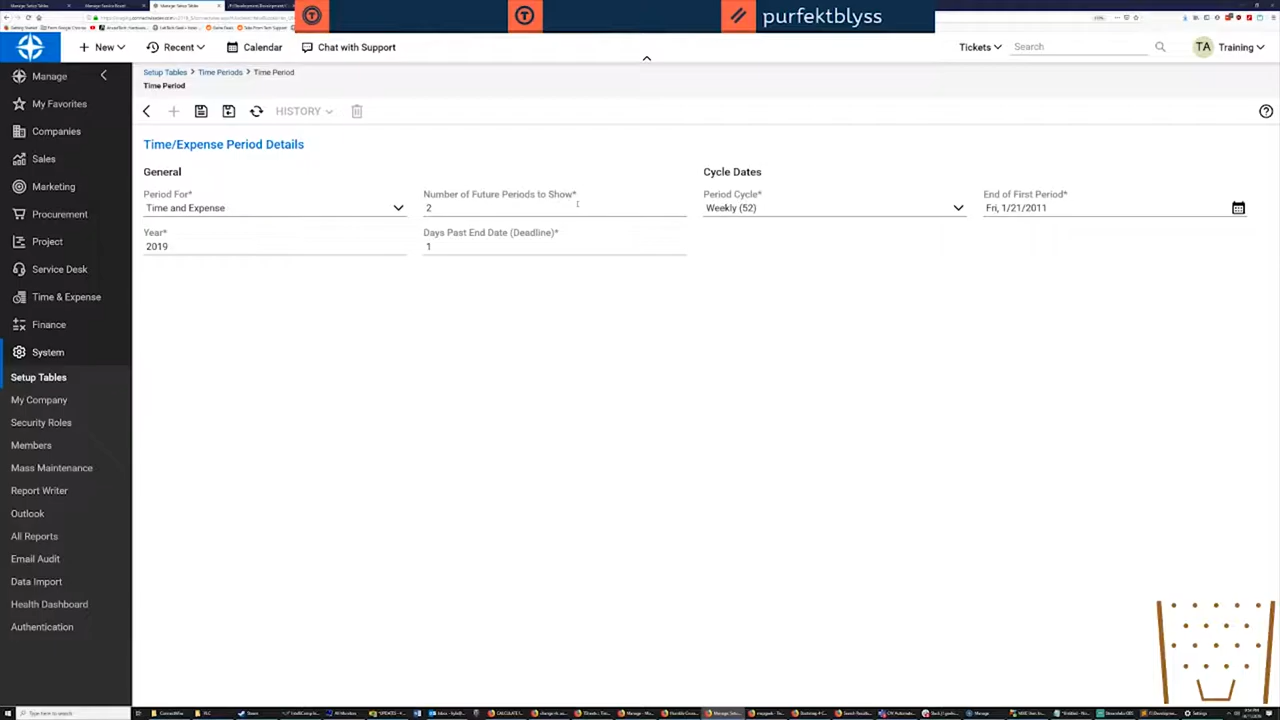 purfektblyss
New
Recent
Calendar
Chat with Support
Tickets
Search
TA
Training
Manage
My Favorites
Companies
Sales
Marketing
Procurement
Project
Service Desk
Time & Expense
Finance
System
Setup Tables
My Company
Security Roles
Members
Mass Maintenance
Report Writer
Outlook
All Reports
Email Audit
Data Import
Health Dashboard
Authentication
Setup Tables > Time Periods > Time Period
Time Period
HISTORY
Time/Expense Period Details
General
Cycle Dates
Period For*
Number of Future Periods to Show*
Period Cycle*
End of First Period*
Time and Expense
2
Weekly (52)
Fri, 1/21/2011
Year*
Days Past End Date (Deadline)*
2019
1
Type here to search